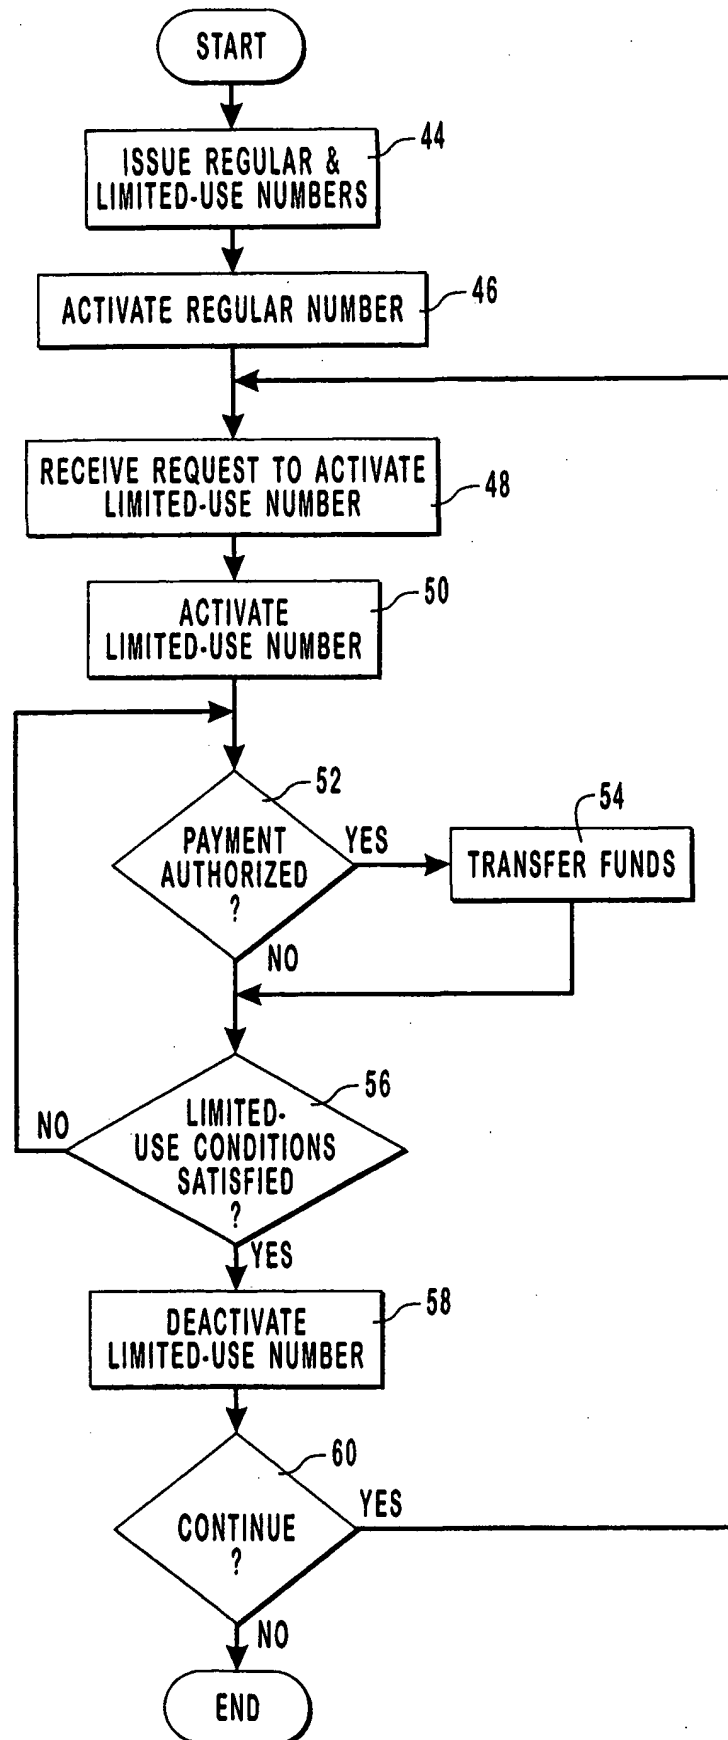 START
44
ISSUE REGULAR &
LIMITED-USE NUMBERS
46
ACTIVATE REGULAR NUMBER
RECEIVE REQUEST TO ACTIVATE
LIMITED-USE NUMBER
48
50
ACTIVATE
LIMITED-USE NUMBER
52
PAYMENT
AUTHORIZED
?
YES
54
TRANSFER FUNDS
NO
56
LIMITED-
USE CONDITIONS
SATISFIED
?
NO
YES
58
DEACTIVATE
LIMITED-USE NUMBER
60
CONTINUE
?
YES
NO
END